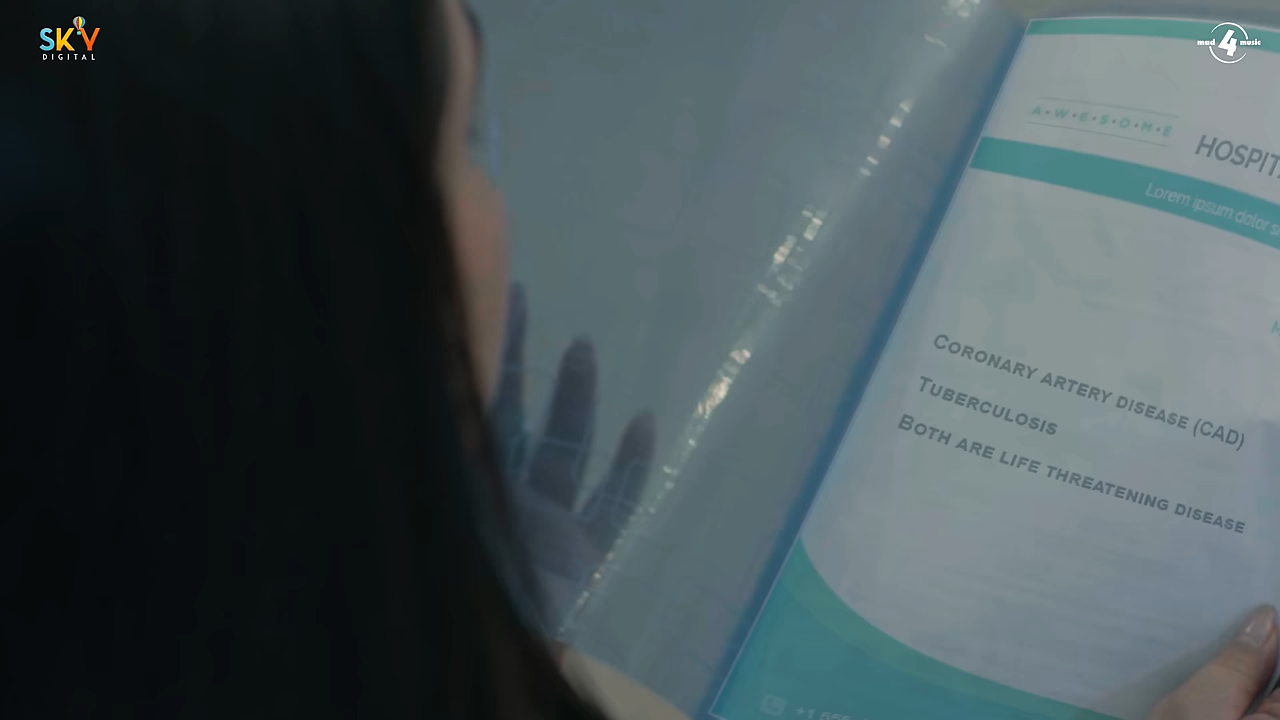 SKY
DIGITAL
mad 4 music
A·W·E·S·O·M·E
HOSPIT
Lorem ipsum dolor s
CORONARY ARTERY DISEASE (CAD)
TUBERCULOSIS
BOTH ARE LIFE THREATENING DISEASE